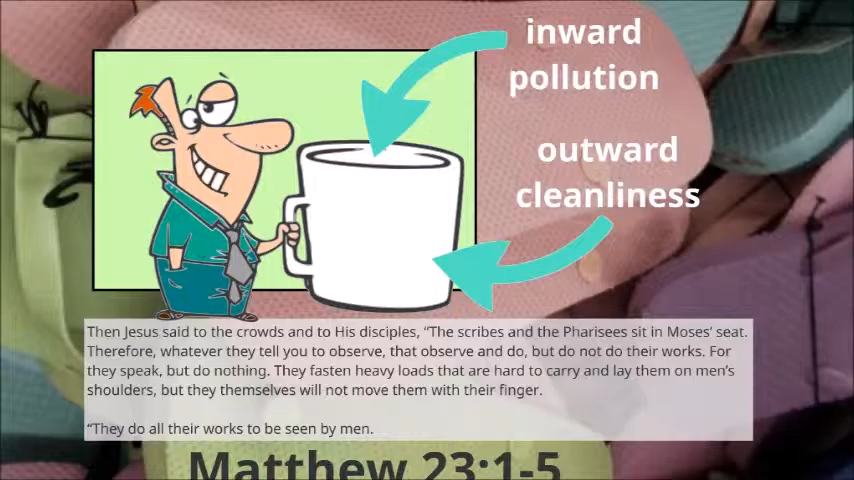 inward
pollution
outward
cleanliness
Then Jesus said to the crowds and to His disciples, “The scribes and the Pharisees sit in Moses’ seat.
Therefore, whatever they tell you to observe, that observe and do, but do not do their works. For
they speak, but do nothing. They fasten heavy loads that are hard to carry and lay them on men’s
shoulders, but they themselves will not move them with their finger.
“They do all their works to be seen by men.
Matthew 23:1-5